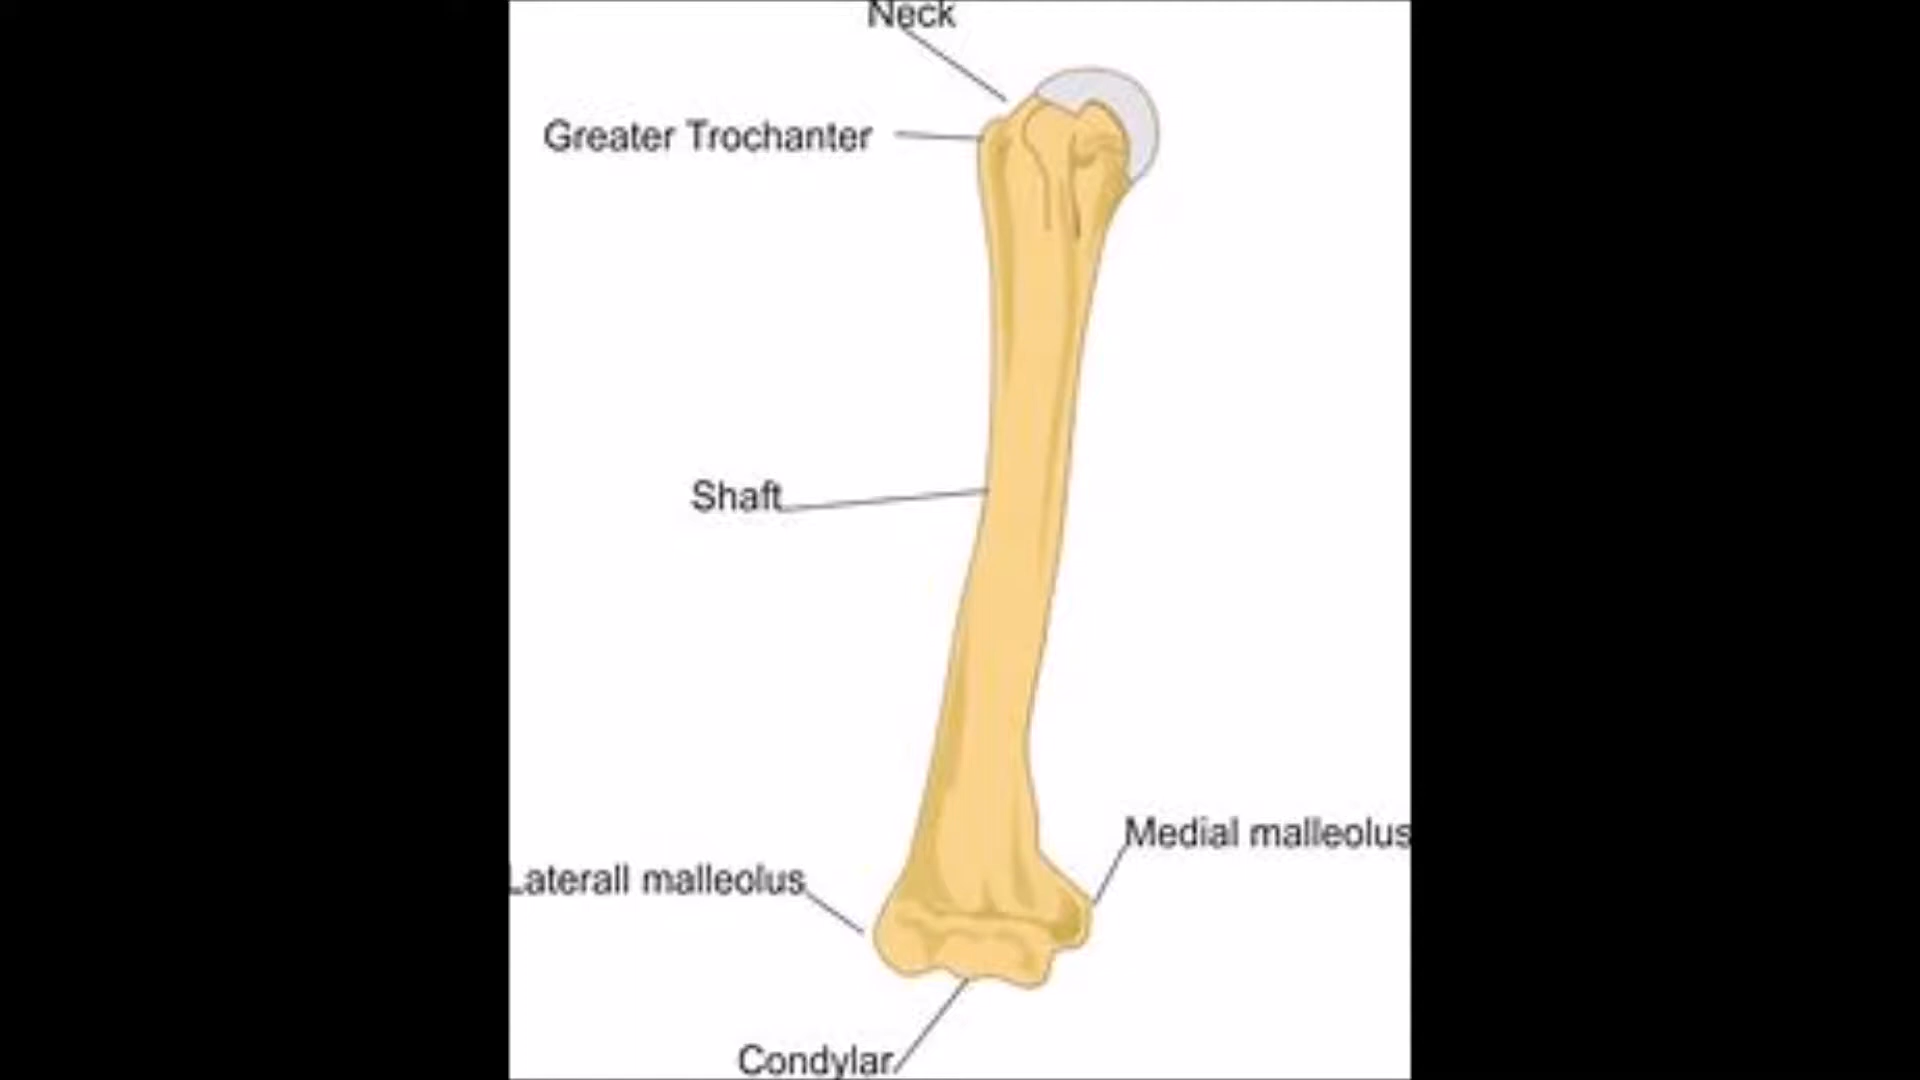 Neck
Greater Trochanter
Shaft
Medial malleolus
Laterall malleolus
Condylar